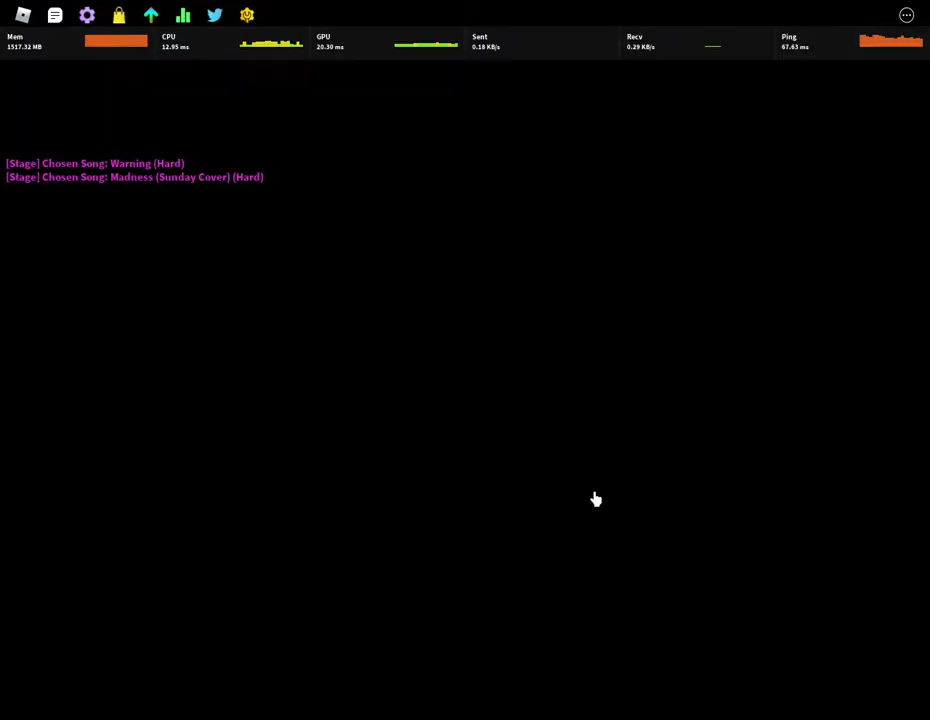 Mem
1517.32 MB
CPU
12.95 ms
GPU
20.30 ms
Sent
0.18 KB/s
Recv
0.29 KB/s
Ping
67.63 ms
[Stage] Chosen Song: Warning (Hard)
[Stage] Chosen Song: Madness (Sunday Cover) (Hard)